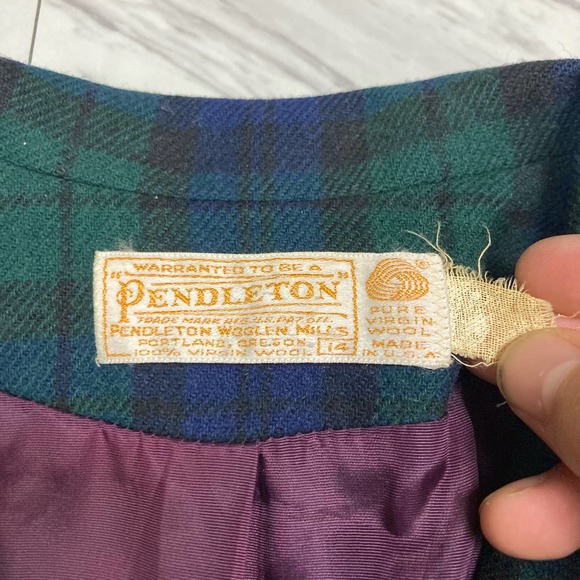 WARRANTED TO BE A
"PENDLETON"
TRADE MARK REG. U.S. PAT. OFF.
PENDLETON WOOLEN MILLS
PORTLAND, OREGON
100% VIRGIN WOOL
14
PURE
VIRGIN
WOOL
MADE
IN U.S.A